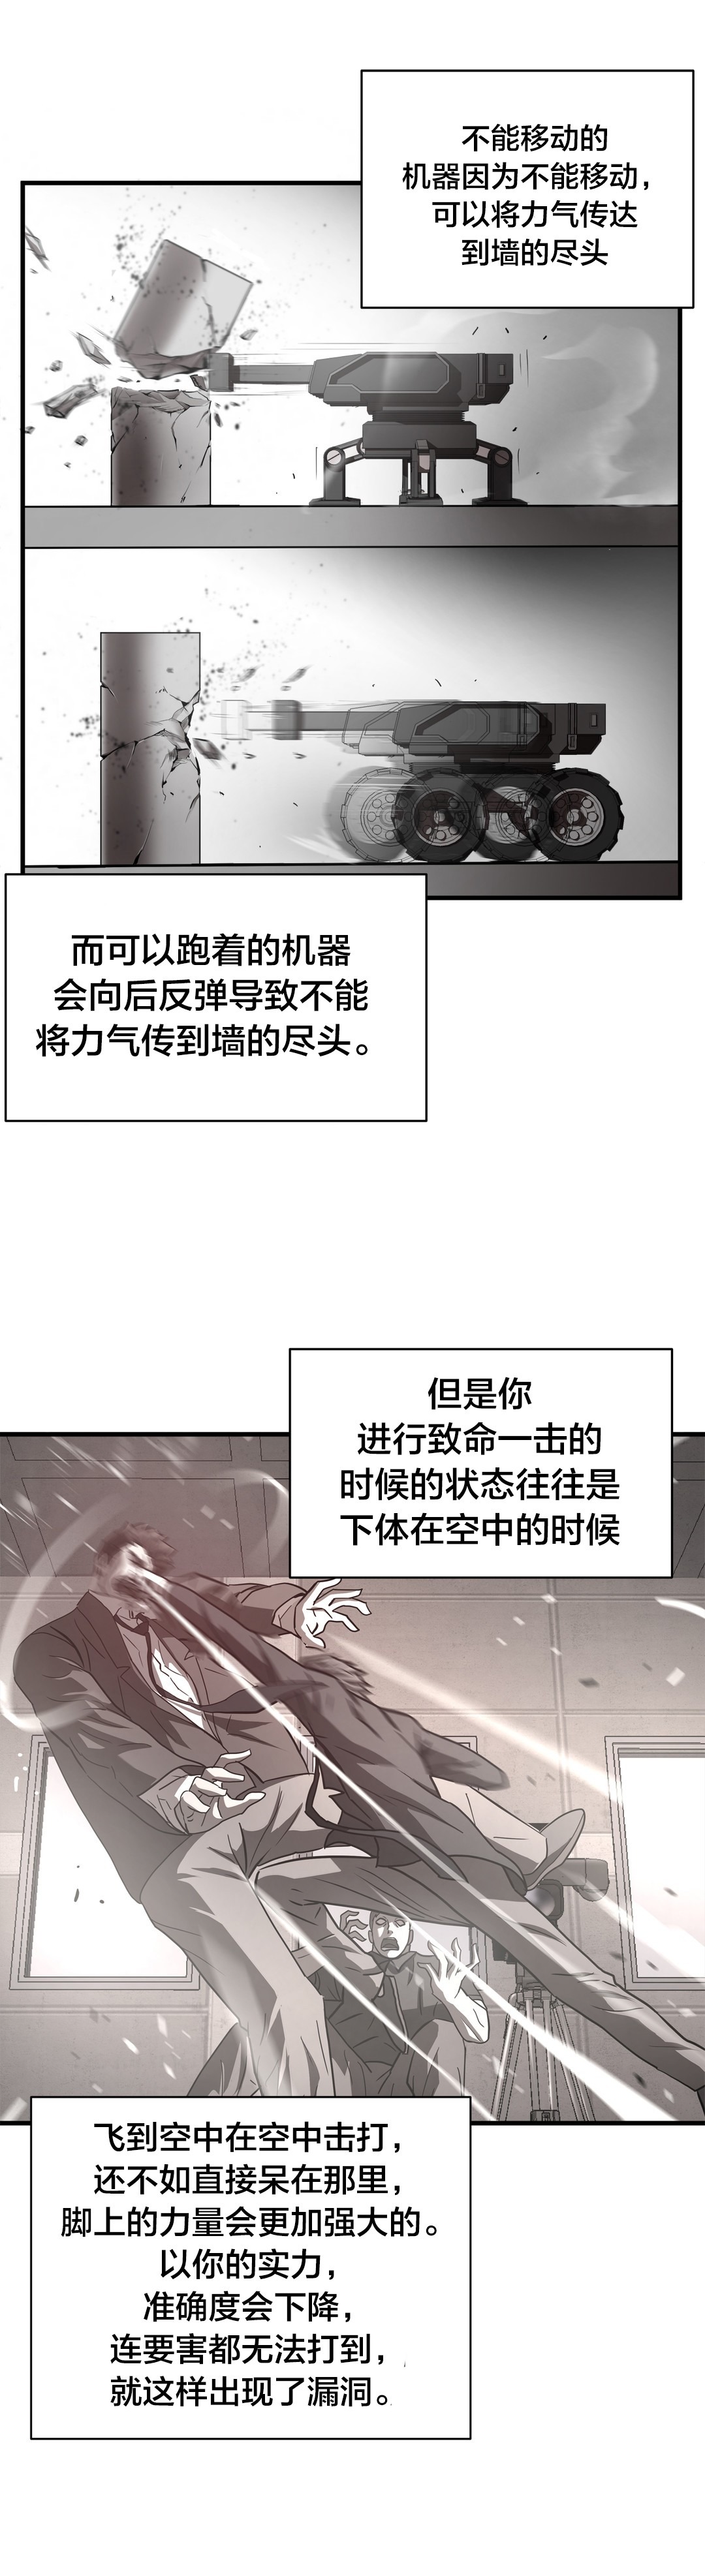 不能移动的
机器因为不能移动，
可以将力气传达
到墙的尽头
而可以跑着的机器
会向后反弹导致不能
将力气传到墙的尽头。
但是你
进行致命一击的
时候的状态往往是
下体在空中的时候
飞到空中在空中击打，
还不如直接呆在那里，
脚上的力量会更加强大的。
以你的实力，
准确度会下降，
连要害都无法打到，
就这样出现了漏洞。